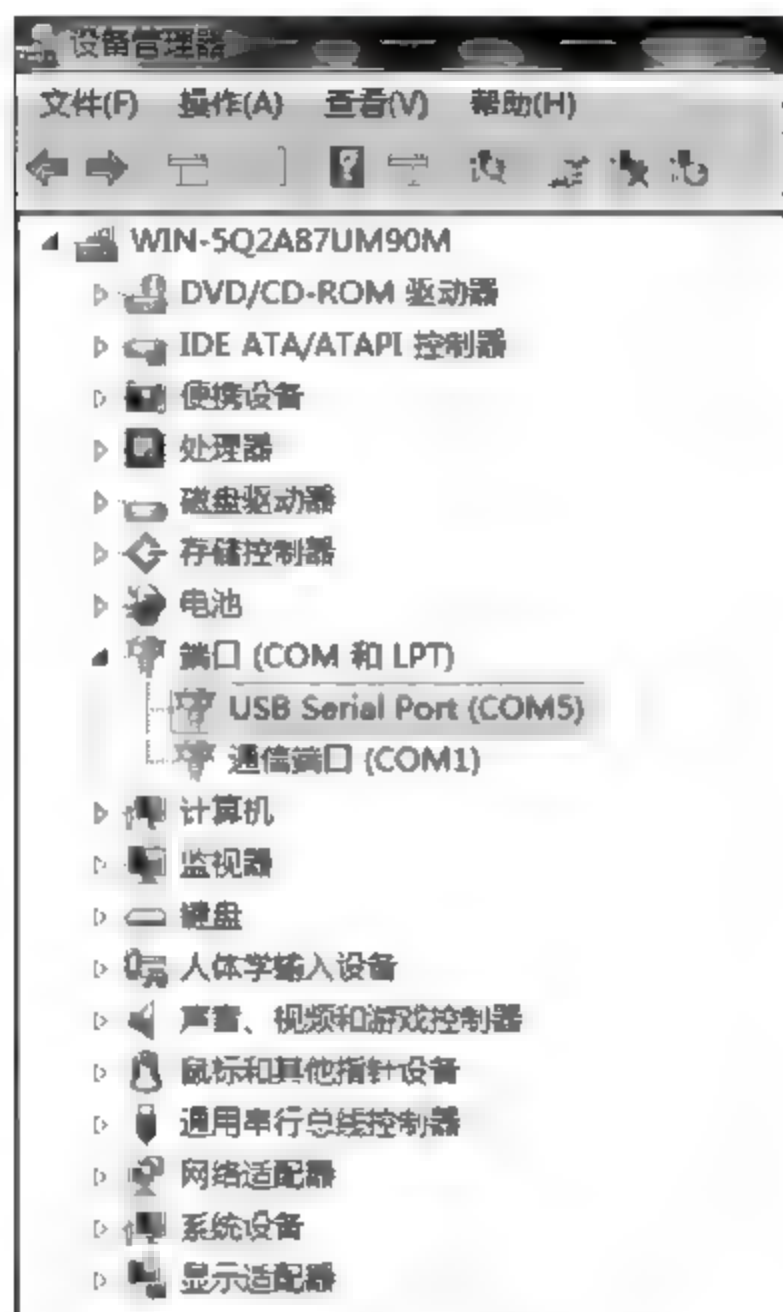 设备管理器
文件(F) 操作(A) 查看(V) 帮助(H)
WIN-5Q2A87UM90M
DVD/CD-ROM 驱动器
IDE ATA/ATAPI 控制器
便携设备
处理器
磁盘驱动器
存储控制器
电池
端口 (COM 和 LPT)
USB Serial Port (COM5)
通信端口 (COM1)
计算机
监视器
键盘
人体学输入设备
声音、视频和游戏控制器
鼠标和其他指针设备
通用串行总线控制器
网络适配器
系统设备
显示适配器